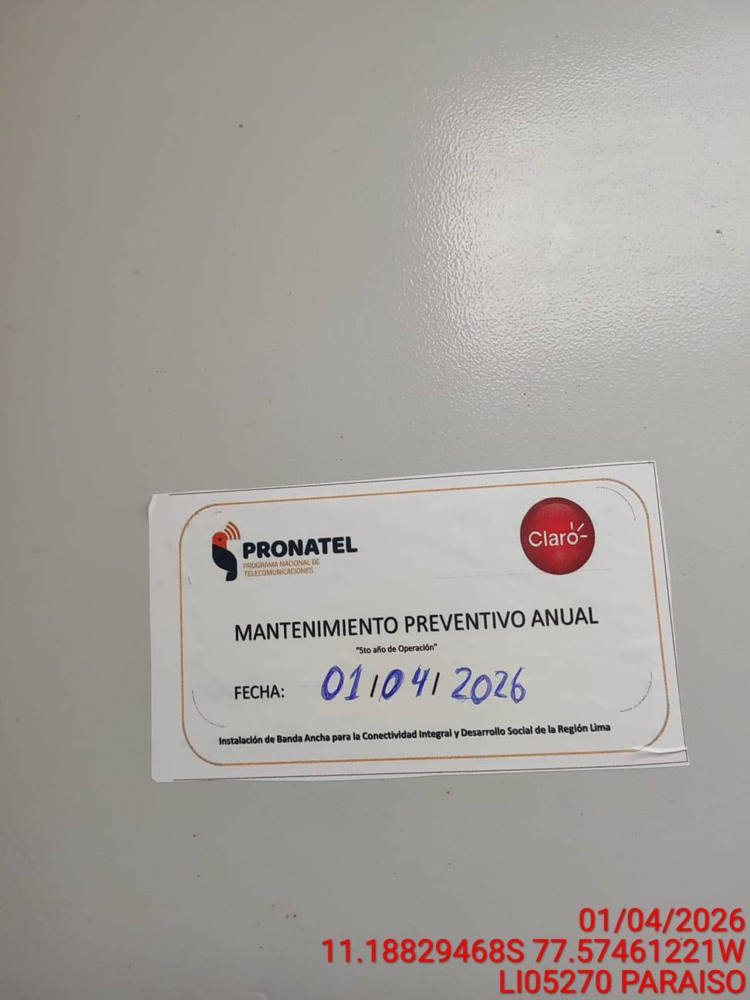 PRONATEL
PROGRAMA NACIONAL DE
TELECOMUNICACIONES
Claro
MANTENIMIENTO PREVENTIVO ANUAL
"5to año de Operación"
FECHA: 01/04/2026
Instalación de Banda Ancha para la Conectividad Integral y Desarrollo Social de la Región Lima
01/04/2026
11.18829468S 77.57461221W
LI05270 PARAISO